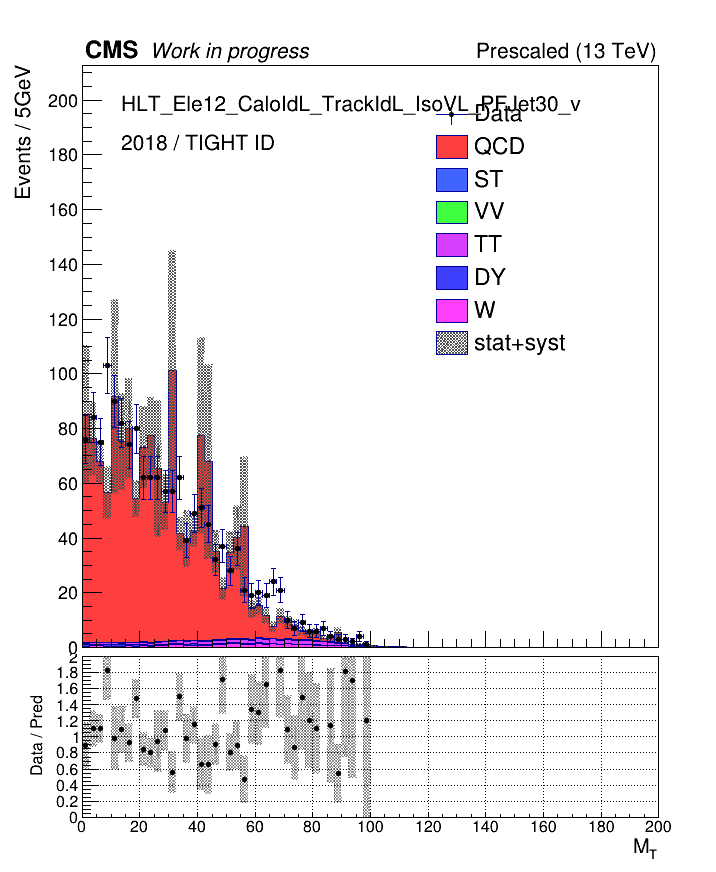 CMS Work in progress Prescaled (13 TeV)
Events / 5GeV
HLT_Ele12_CaloIdL_TrackIdL_IsoVL_PFJet30_v
2018 / TIGHT ID
Data
QCD
ST
VV
TT
DY
W
stat+syst
200
180
160
140
120
100
80
60
40
20
0
Data / Pred
2
1.8
1.6
1.4
1.2
1
0.8
0.6
0.4
0.2
0
0 20 40 60 80 100 120 140 160 180 200
M_T